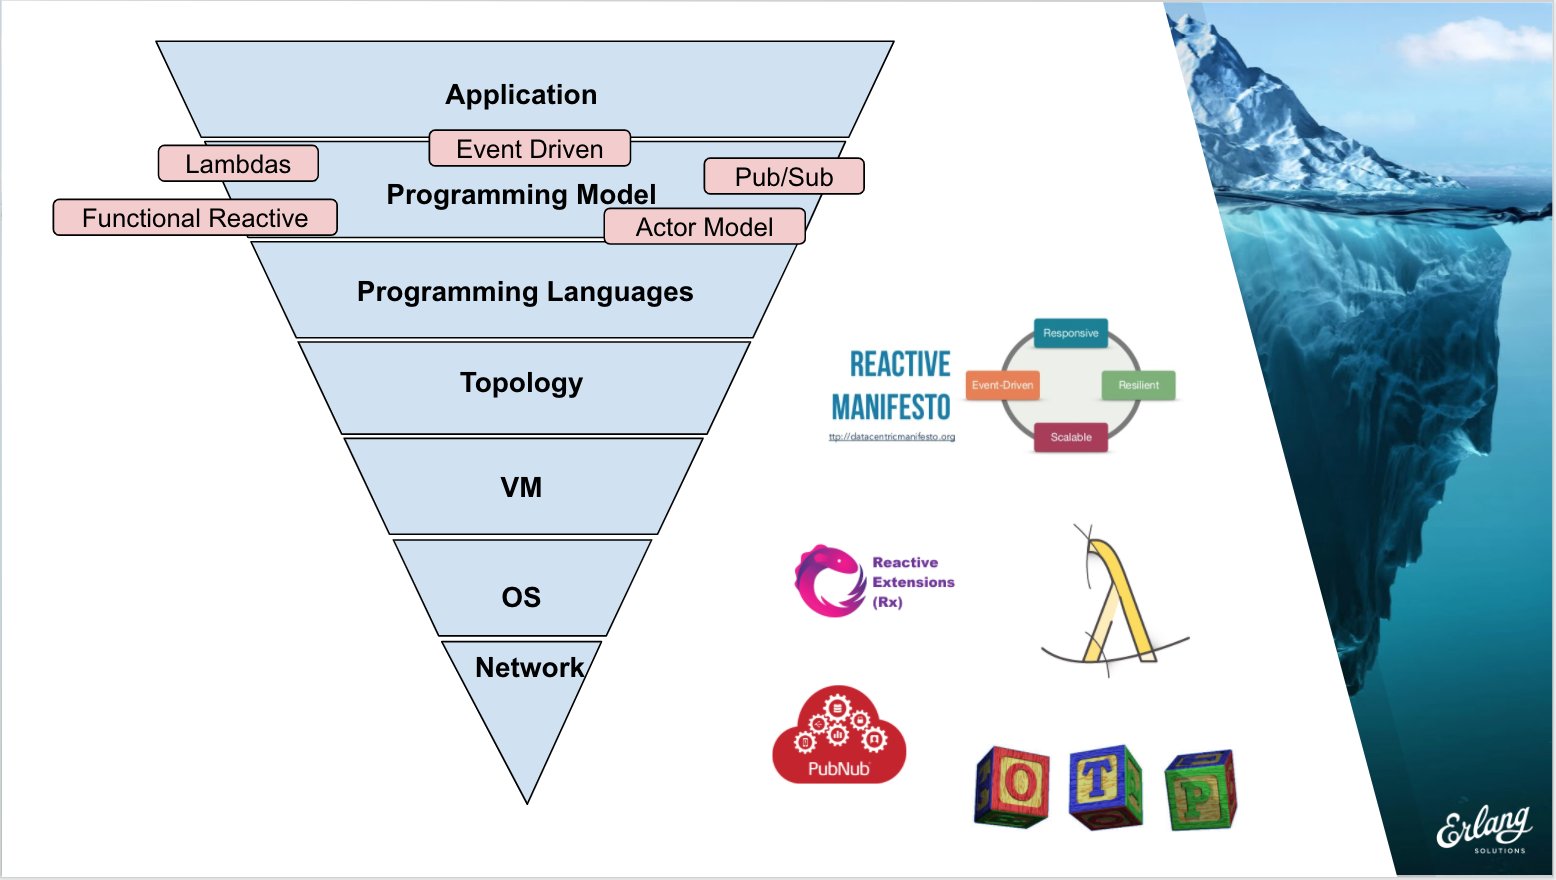 Application
Lambdas
Event Driven
Pub/Sub
Programming Model
Functional Reactive
Actor Model
Programming Languages
Topology
VM
OS
Network
REACTIVE
MANIFESTO
ttp://datacentricmanifesto.org
Responsive
Event-Driven
Resilient
Scalable
Reactive
Extensions
(Rx)
λ
PubNub
O T P
Erlang
SOLUTIONS